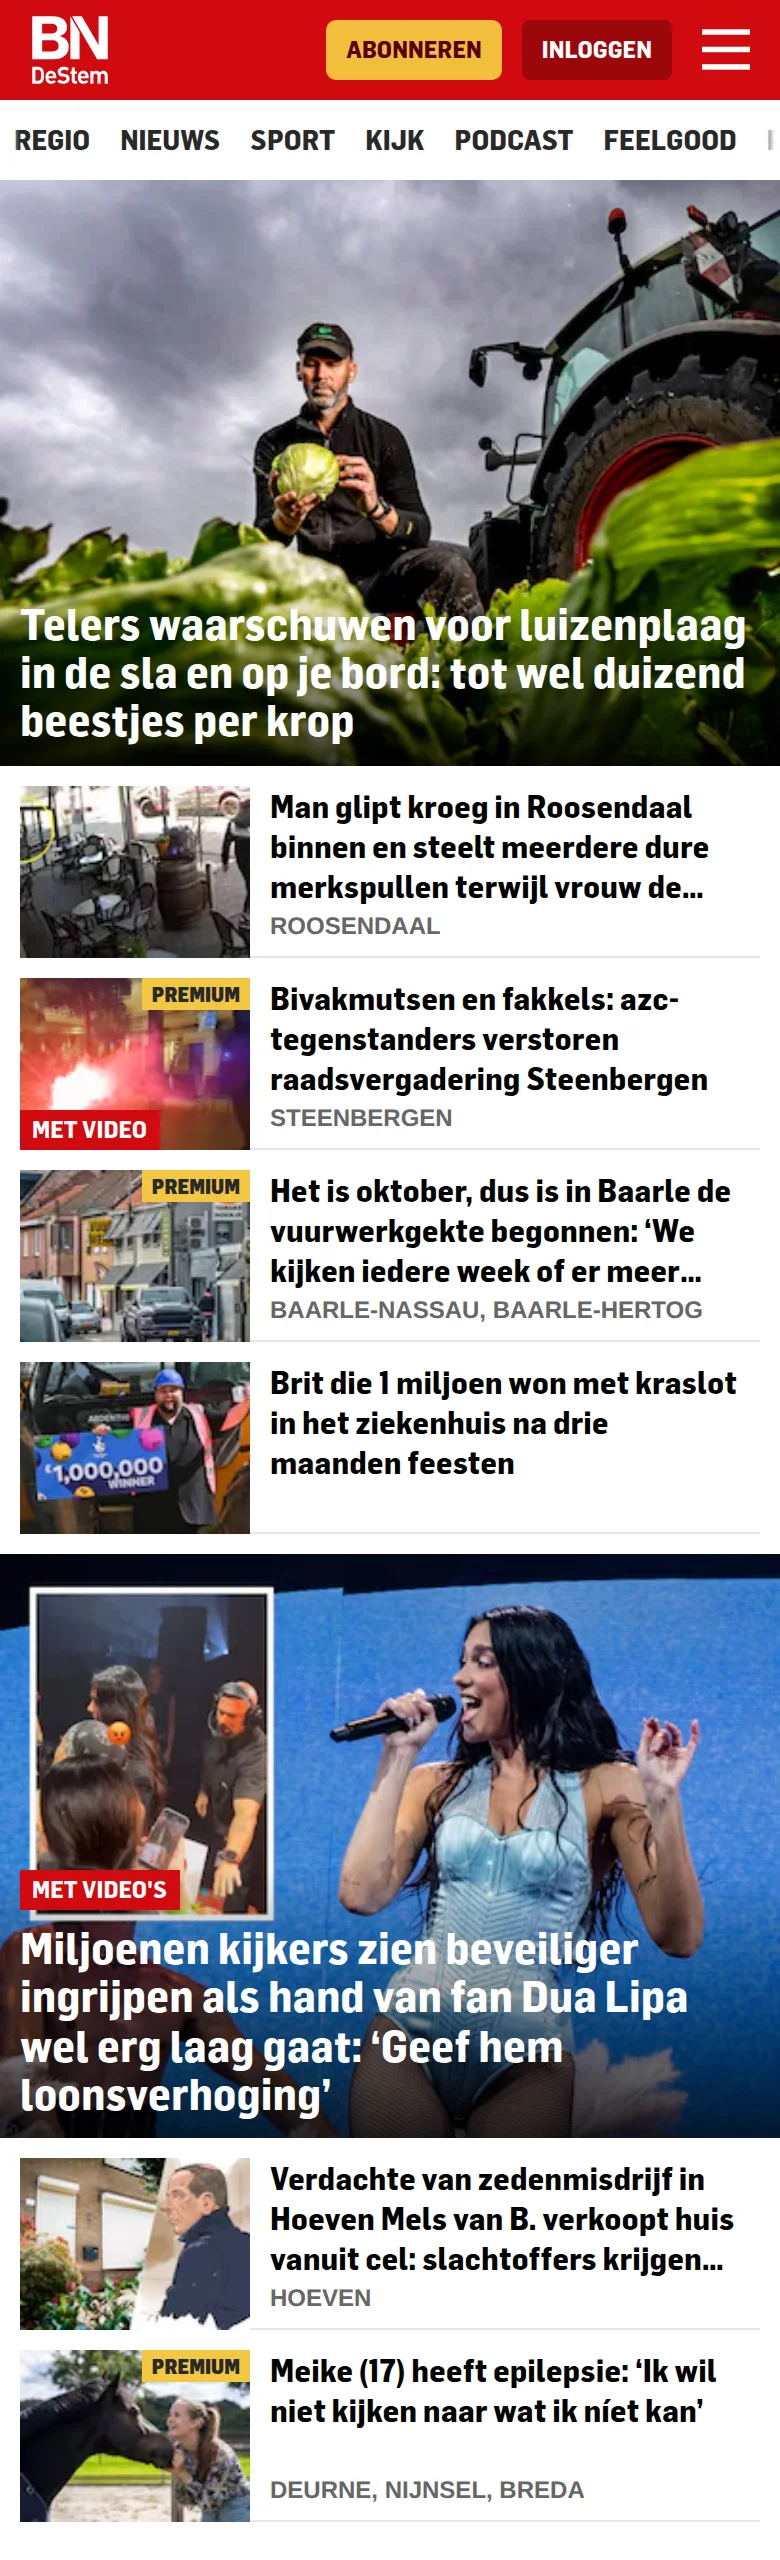 BN
DeStem
ABONNEREN
INLOGGEN
REGIO NIEUWS SPORT KIJK PODCAST FEELGOOD
Telers waarschuwen voor luizenplaag
in de sla en op je bord: tot wel duizend
beestjes per krop
Man glipt kroeg in Roosendaal
binnen en steelt meerdere dure
merkspullen terwijl vrouw de...
ROOSENDAAL
PREMIUM
MET VIDEO
Bivakmutsen en fakkels: azc-
tegenstanders verstoren
raadsvergadering Steenbergen
STEENBERGEN
PREMIUM
Het is oktober, dus is in Baarle de
vuurwerkgekte begonnen: ‘We
kijken iedere week of er meer...
BAARLE-NASSAU, BAARLE-HERTOG
£1,000,000
WINNER
Brit die 1 miljoen won met kraslot
in het ziekenhuis na drie
maanden feesten
MET VIDEO'S
Miljoenen kijkers zien beveiliger
ingrijpen als hand van fan Dua Lipa
wel erg laag gaat: ‘Geef hem
loonsverhoging’
Verdachte van zedenmisdrijf in
Hoeven Mels van B. verkoopt huis
vanuit cel: slachtoffers krijgen...
HOEVEN
PREMIUM
Meike (17) heeft epilepsie: ‘Ik wil
niet kijken naar wat ik níet kan’
DEURNE, NIJNSEL, BREDA